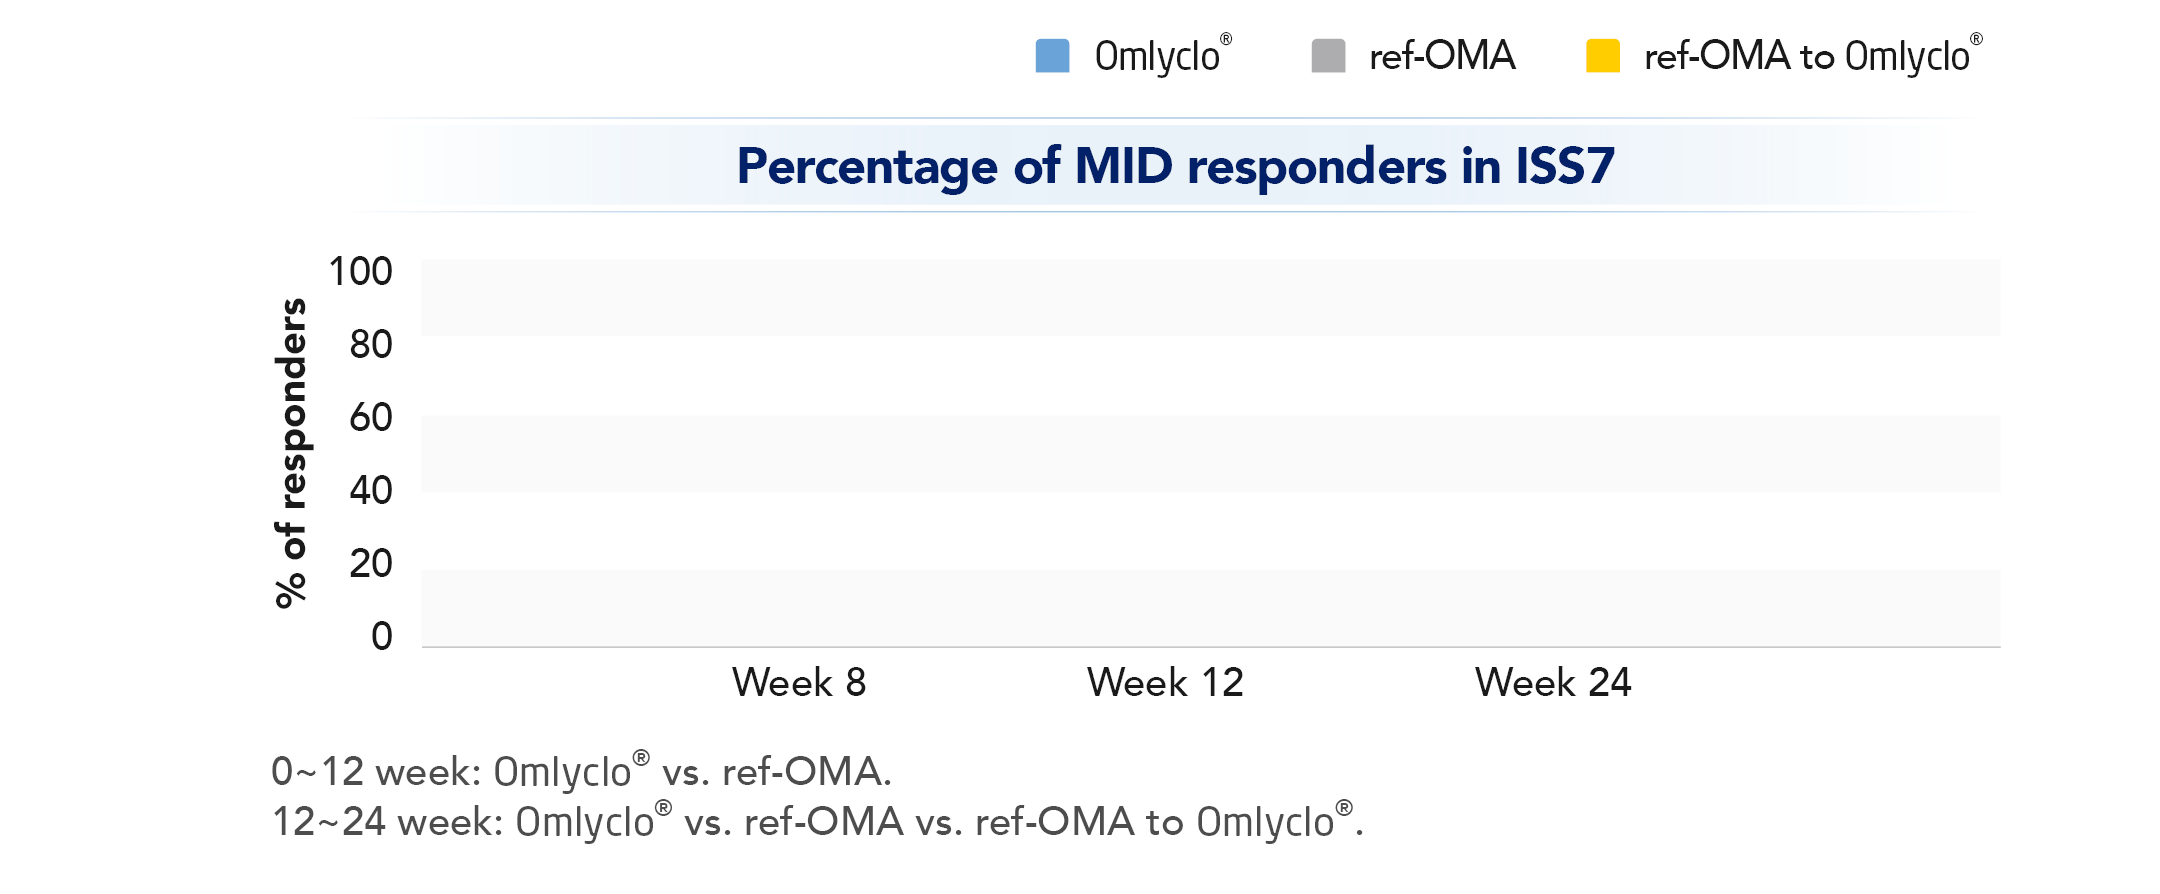 Omlyclo® ref-OMA ref-OMA to Omlyclo®
Percentage of MID responders in ISS7
% of responders
100
80
60
40
20
0
Week 8 Week 12 Week 24
0~12 week: Omlyclo® vs. ref-OMA.
12~24 week: Omlyclo® vs. ref-OMA vs. ref-OMA to Omlyclo®.